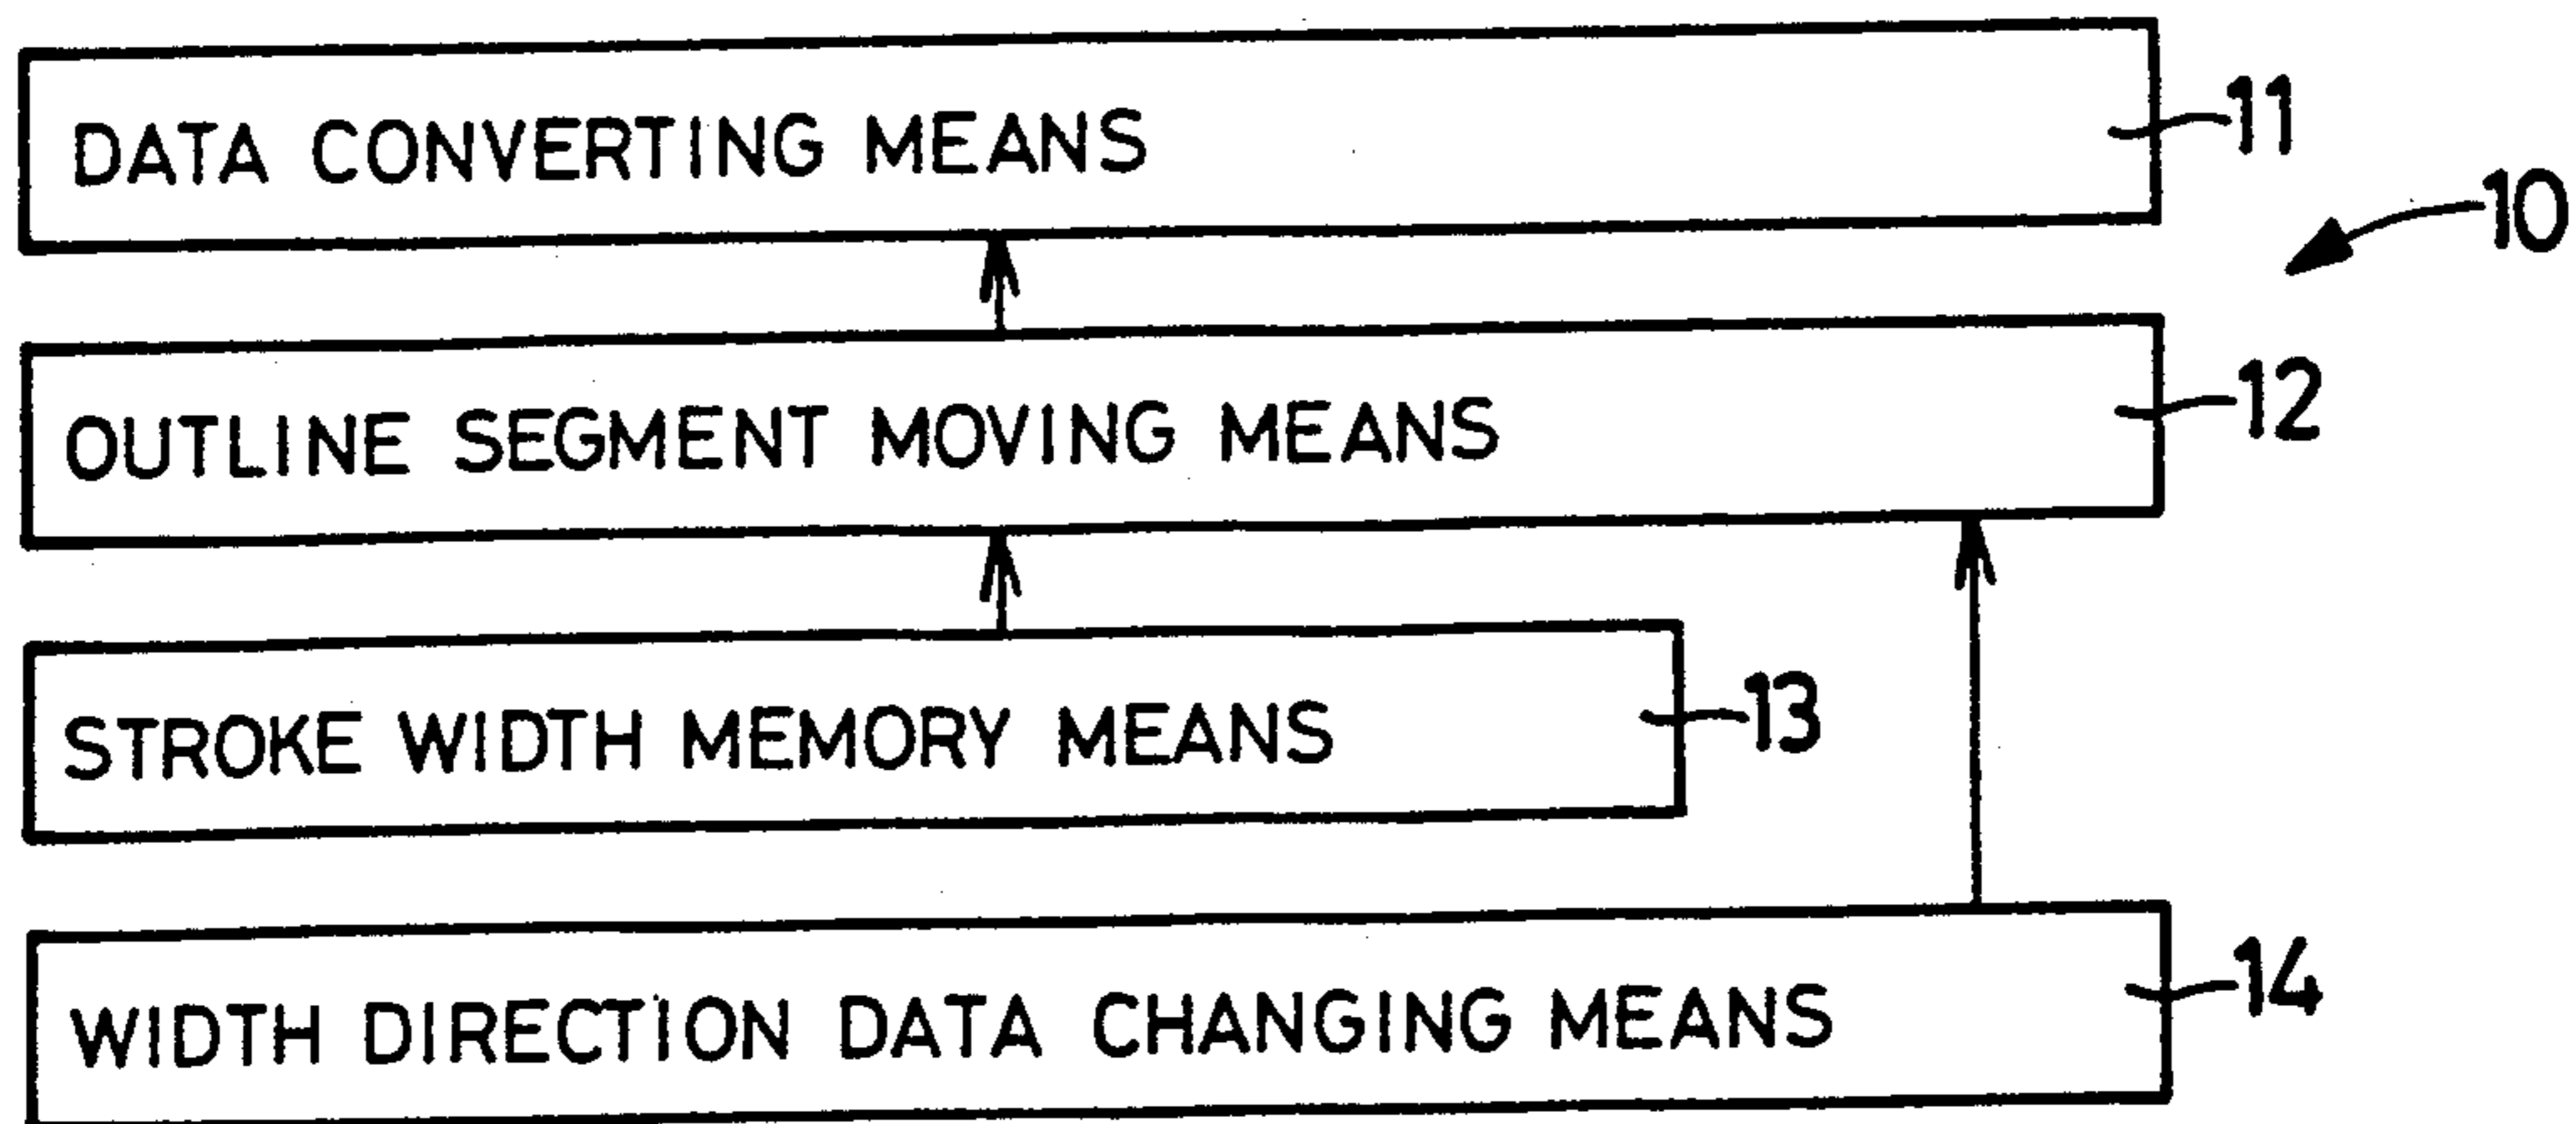 DATA CONVERTING MEANS
11
10
OUTLINE SEGMENT MOVING MEANS
12
STROKE WIDTH MEMORY MEANS
13
WIDTH DIRECTION DATA CHANGING MEANS
14